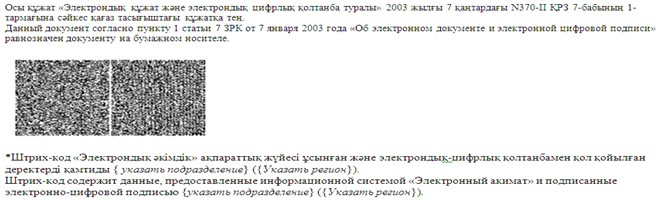 Осы құжат «Электрондық құжат және электрондық цифрлық қолтаңба туралы» 2003 жылғы 7 қаңтардағы N370-II ҚРЗ 7-бабының 1-
тармағына сәйкес қағаз тасығыштағы құжатқа тең.
Данный документ согласно пункту 1 статьи 7 ЗРК от 7 января 2003 года «Об электронном документе и электронной цифровой подписи»
равнозначен документу на бумажном носителе.
*Штрих-код «Электрондық әкімдік» ақпараттық жүйесі ұсынған және электрондық-цифрлық қолтаңбамен қол қойылған
деректерді қамтиды { указать подразделение} ({Указать регион}).
Штрих-код содержит данные, предоставленные информационной системой «Электронный акимат» и подписанные
электронно-цифровой подписью {указать подразделение} ({Указать регион}).